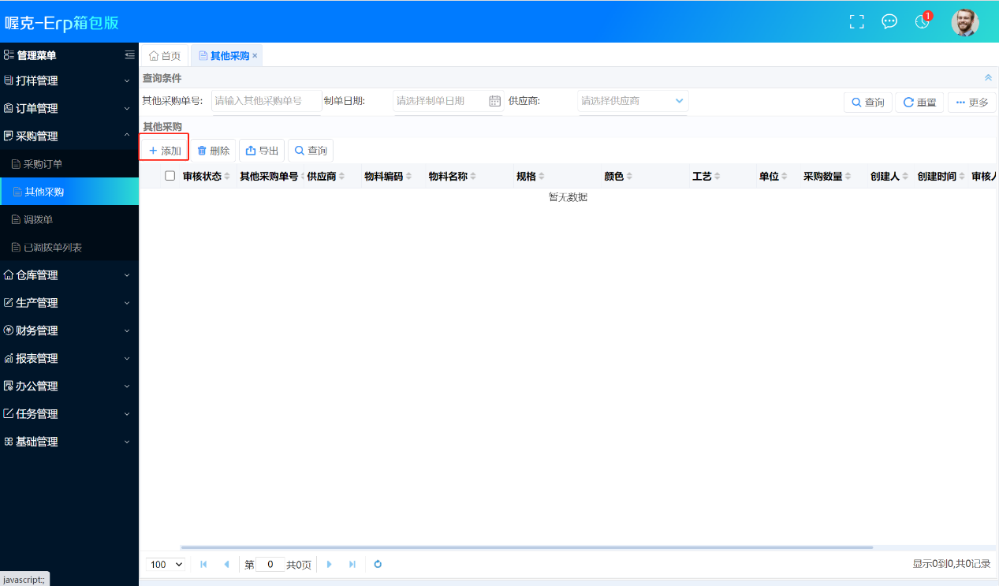 喔克-Erp箱包版
1
管理菜单
首页 其他采购 ×
打样管理
订单管理
采购管理
采购订单
其他采购
调拨单
已调拨单列表
仓库管理
生产管理
财务管理
报表管理
办公管理
任务管理
基础管理
查询条件
其他采购单号: 请输入其他采购单号 制单日期: 请选择制单日期 供应商: 请选择供应商 查询 重置 更多
其他采购
添加 删除 导出 查询
审核状态 其他采购单号 供应商 物料编码 物料名称 规格 颜色 工艺 单位 采购数量 创建人 创建时间 审核人
暂无数据
100 第 0 共0页 显示0到0,共0记录
javascript:;